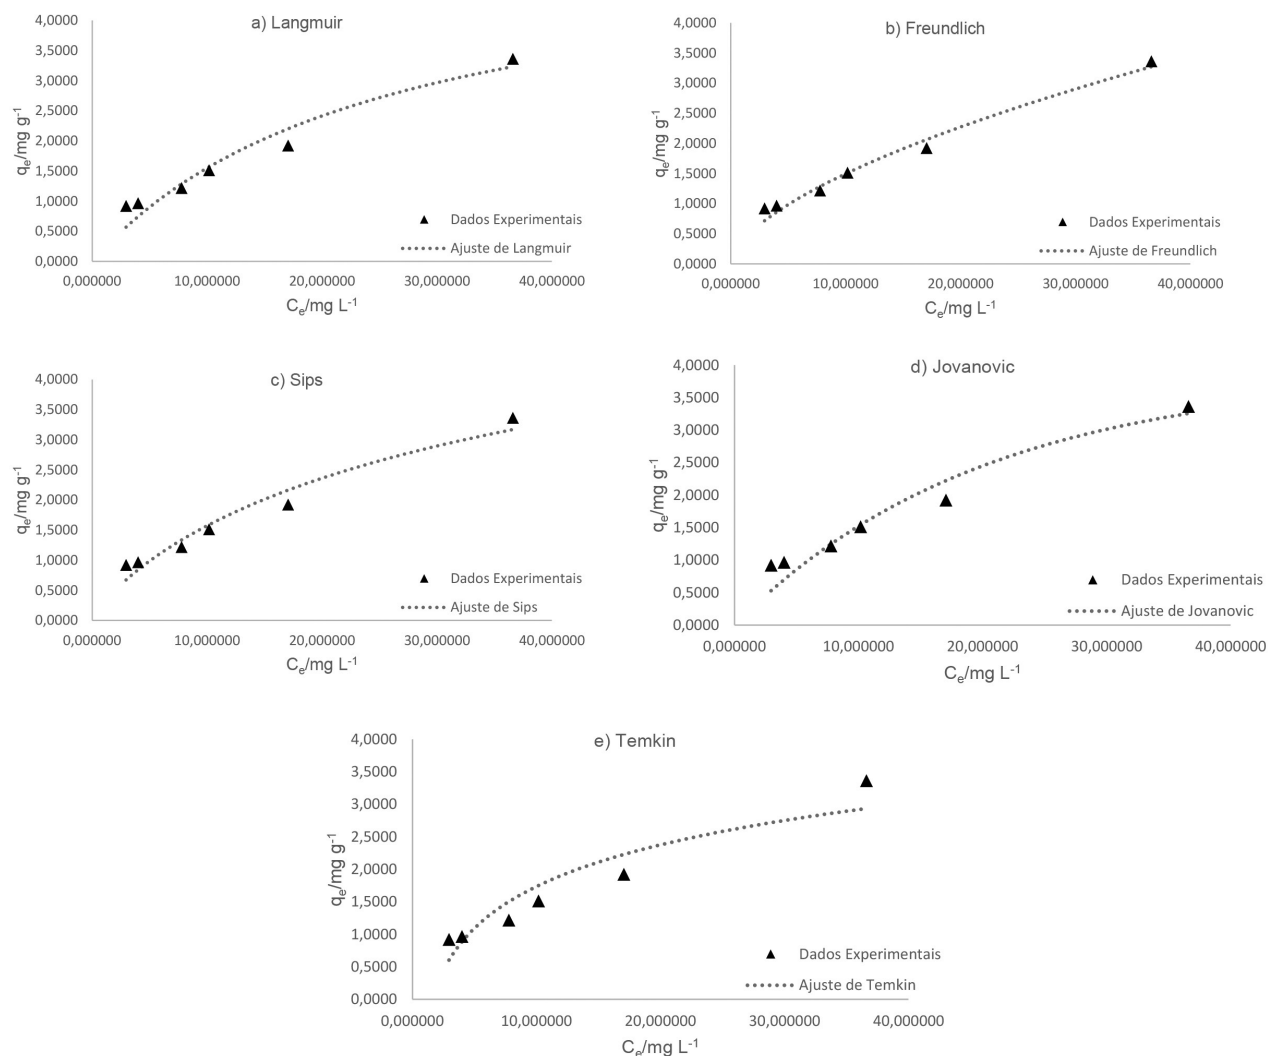 a) Langmuir
4,0000
3,5000
3,0000
2,5000
2,0000
1,5000
1,0000
0,5000
0,0000
qe/mg g-1
Dados Experimentais
Ajuste de Langmuir
0,000000 10,000000 20,000000 30,000000 40,000000
Ce/mg L-1
b) Freundlich
4,0000
3,5000
3,0000
2,5000
2,0000
1,5000
1,0000
0,5000
0,0000
qe/mg g-1
Dados Experimentais
Ajuste de Freundlich
0,000000 10,000000 20,000000 30,000000 40,000000
Ce/mg L-1
c) Sips
4,0000
3,5000
3,0000
2,5000
2,0000
1,5000
1,0000
0,5000
0,0000
qe/mg g-1
Dados Experimentais
Ajuste de Sips
0,000000 10,000000 20,000000 30,000000 40,000000
Ce/mg L-1
d) Jovanovic
4,0000
3,5000
3,0000
2,5000
2,0000
1,5000
1,0000
0,5000
0,0000
qe/mg g-1
Dados Experimentais
Ajuste de Jovanovic
0,000000 10,000000 20,000000 30,000000 40,000000
Ce/mg L-1
e) Temkin
4,0000
3,5000
3,0000
2,5000
2,0000
1,5000
1,0000
0,5000
0,0000
qe/mg g-1
Dados Experimentais
Ajuste de Temkin
0,000000 10,000000 20,000000 30,000000 40,000000
Ce/mg L-1